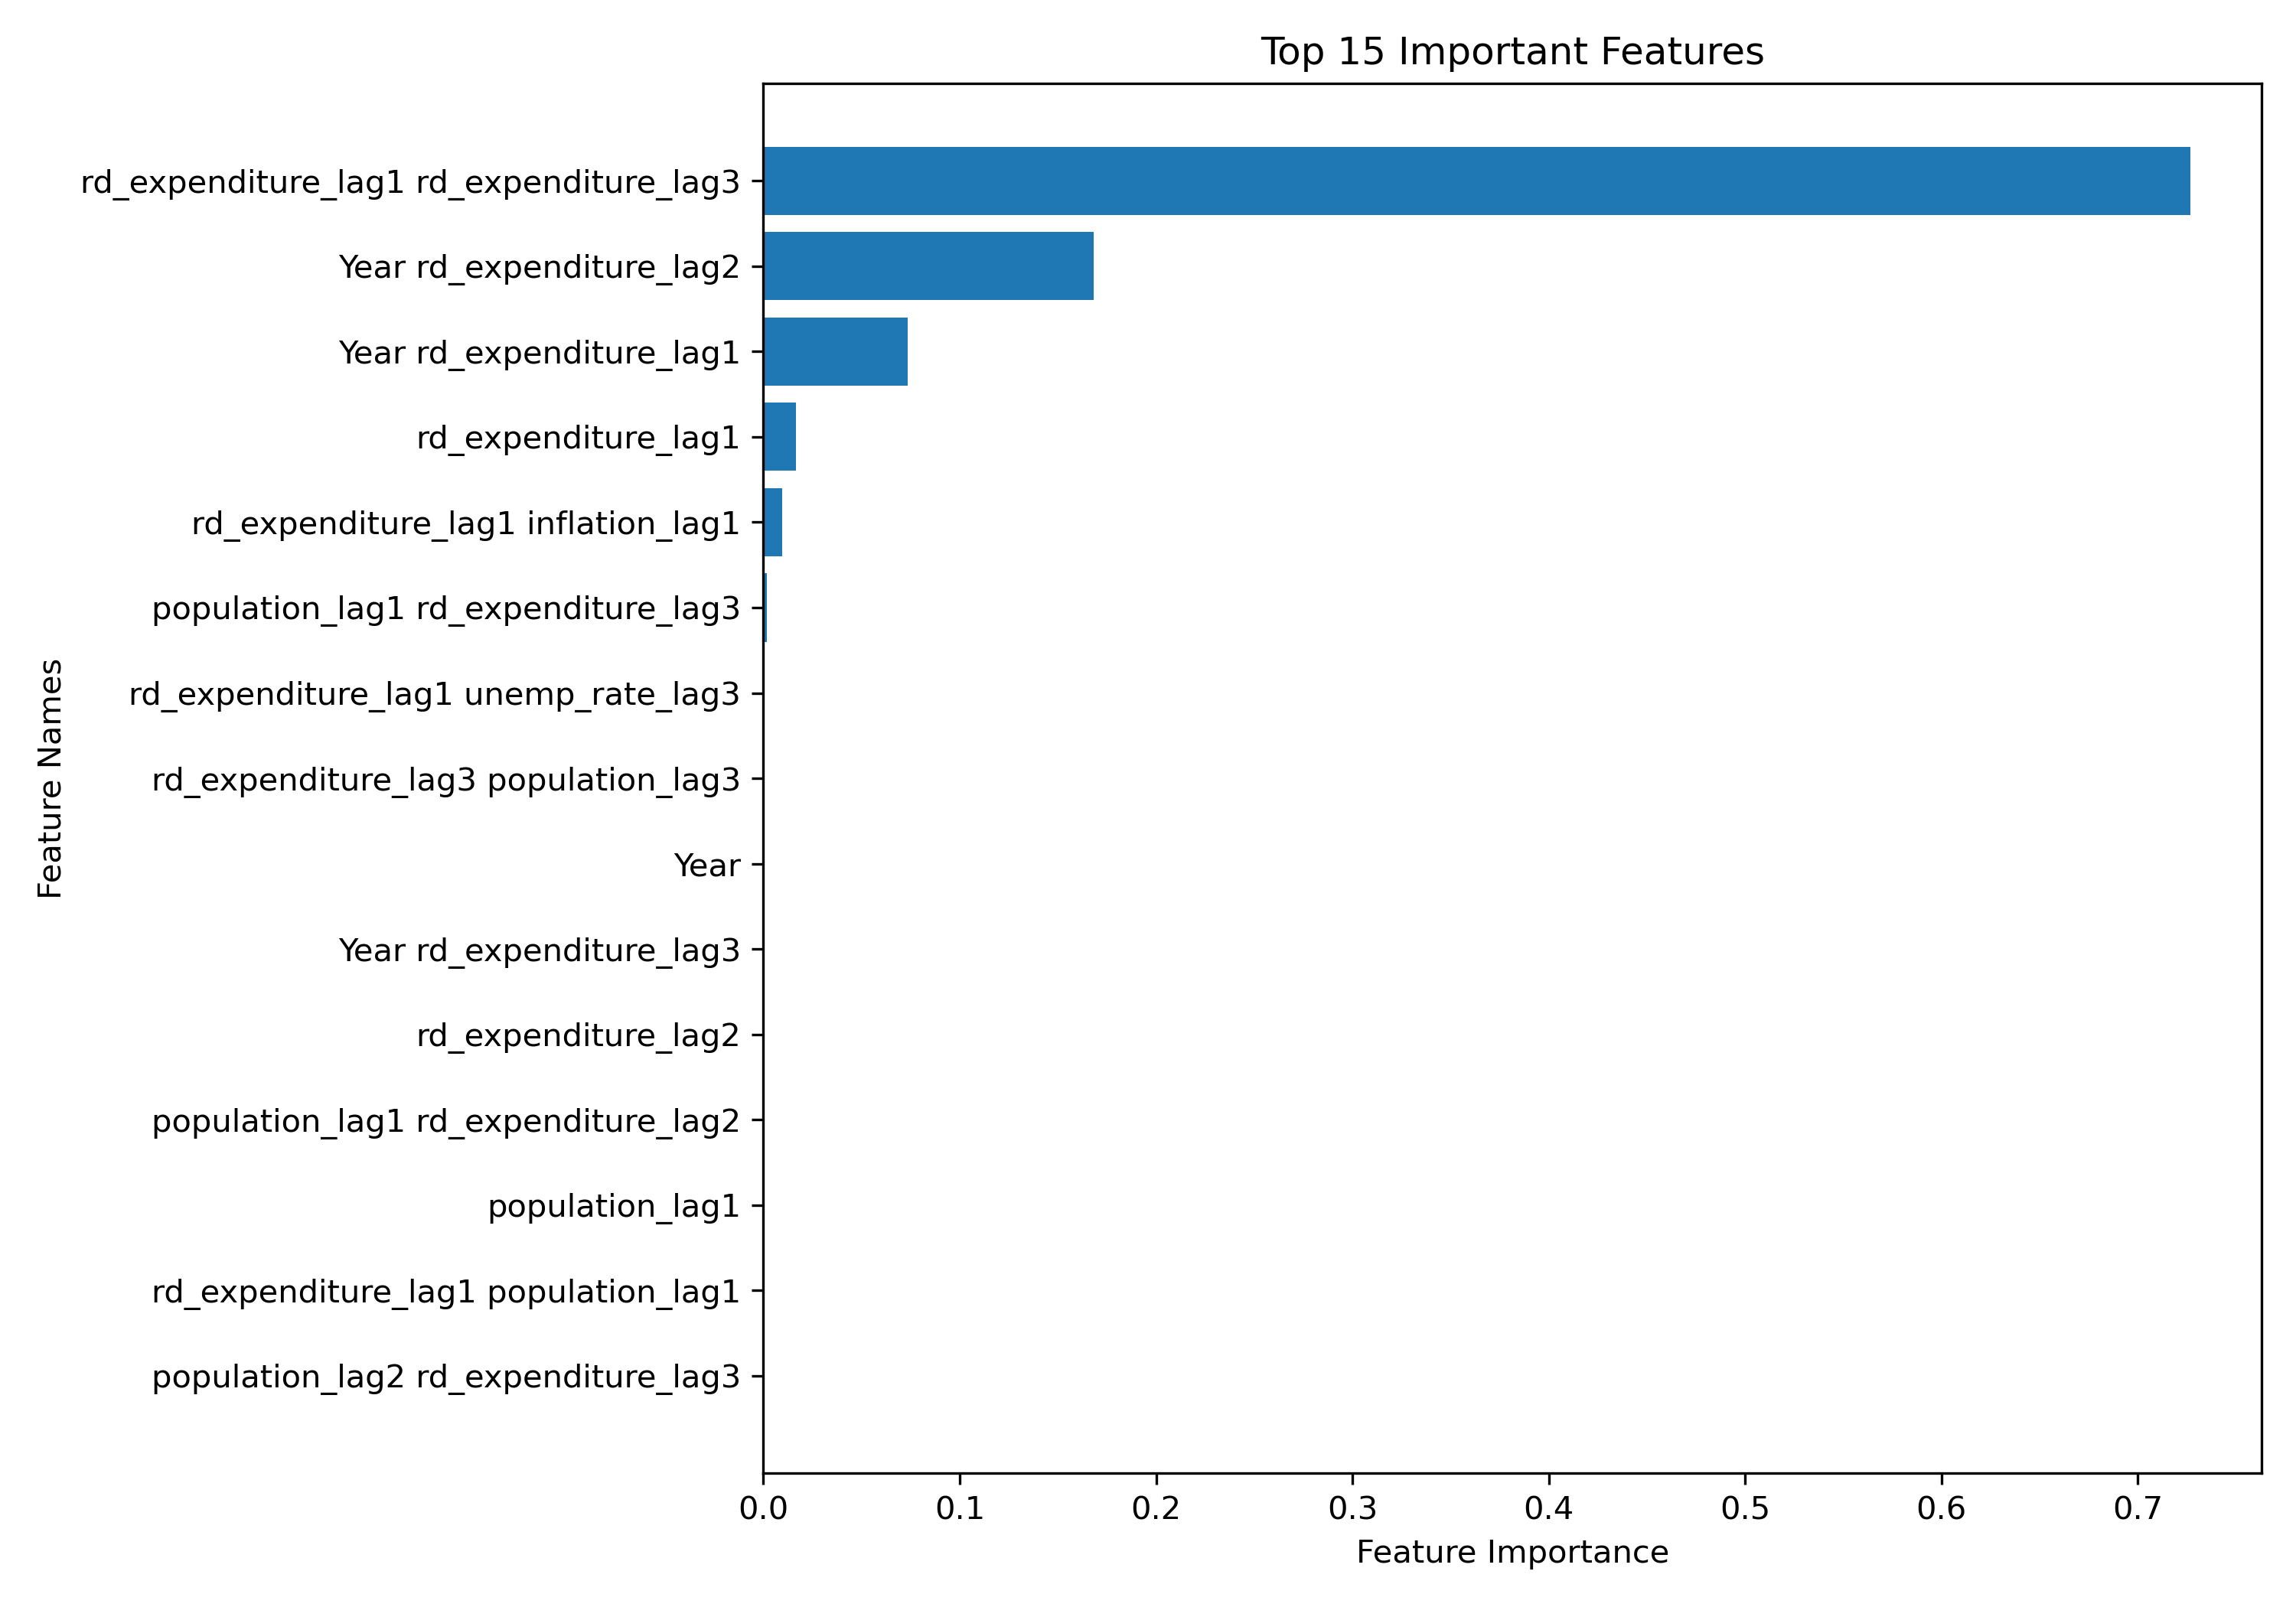 Top 15 Important Features
rd_expenditure_lag1 rd_expenditure_lag3
Year rd_expenditure_lag2
Year rd_expenditure_lag1
rd_expenditure_lag1
rd_expenditure_lag1 inflation_lag1
population_lag1 rd_expenditure_lag3
rd_expenditure_lag1 unemp_rate_lag3
rd_expenditure_lag3 population_lag3
Year
Year rd_expenditure_lag3
rd_expenditure_lag2
population_lag1 rd_expenditure_lag2
population_lag1
rd_expenditure_lag1 population_lag1
population_lag2 rd_expenditure_lag3
Feature Names
0.0 0.1 0.2 0.3 0.4 0.5 0.6 0.7
Feature Importance